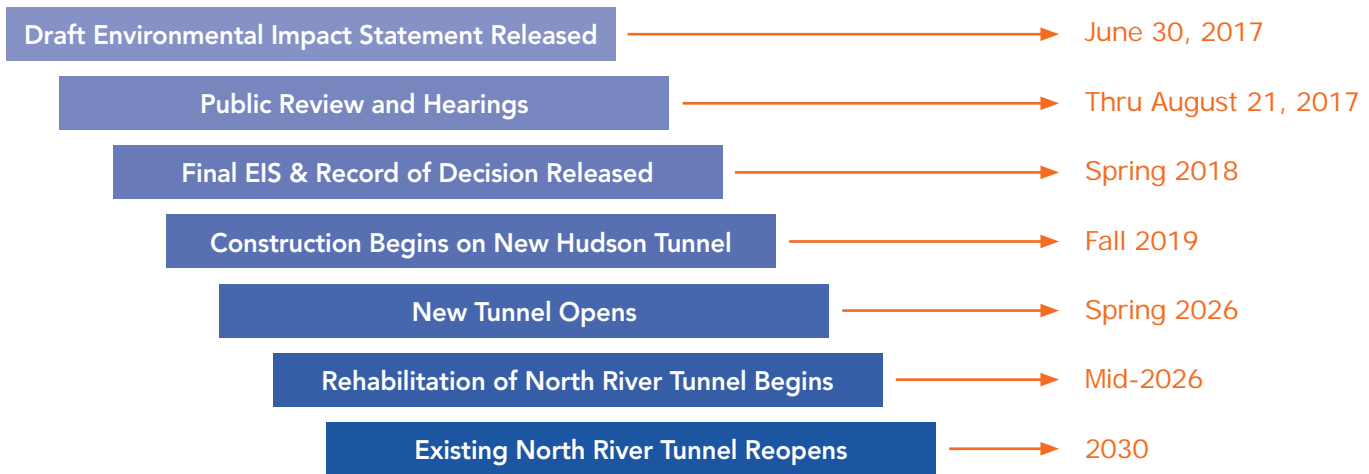 Draft Environmental Impact Statement Released June 30, 2017
Public Review and Hearings Thru August 21, 2017
Final EIS & Record of Decision Released Spring 2018
Construction Begins on New Hudson Tunnel Fall 2019
New Tunnel Opens Spring 2026
Rehabilitation of North River Tunnel Begins Mid-2026
Existing North River Tunnel Reopens 2030